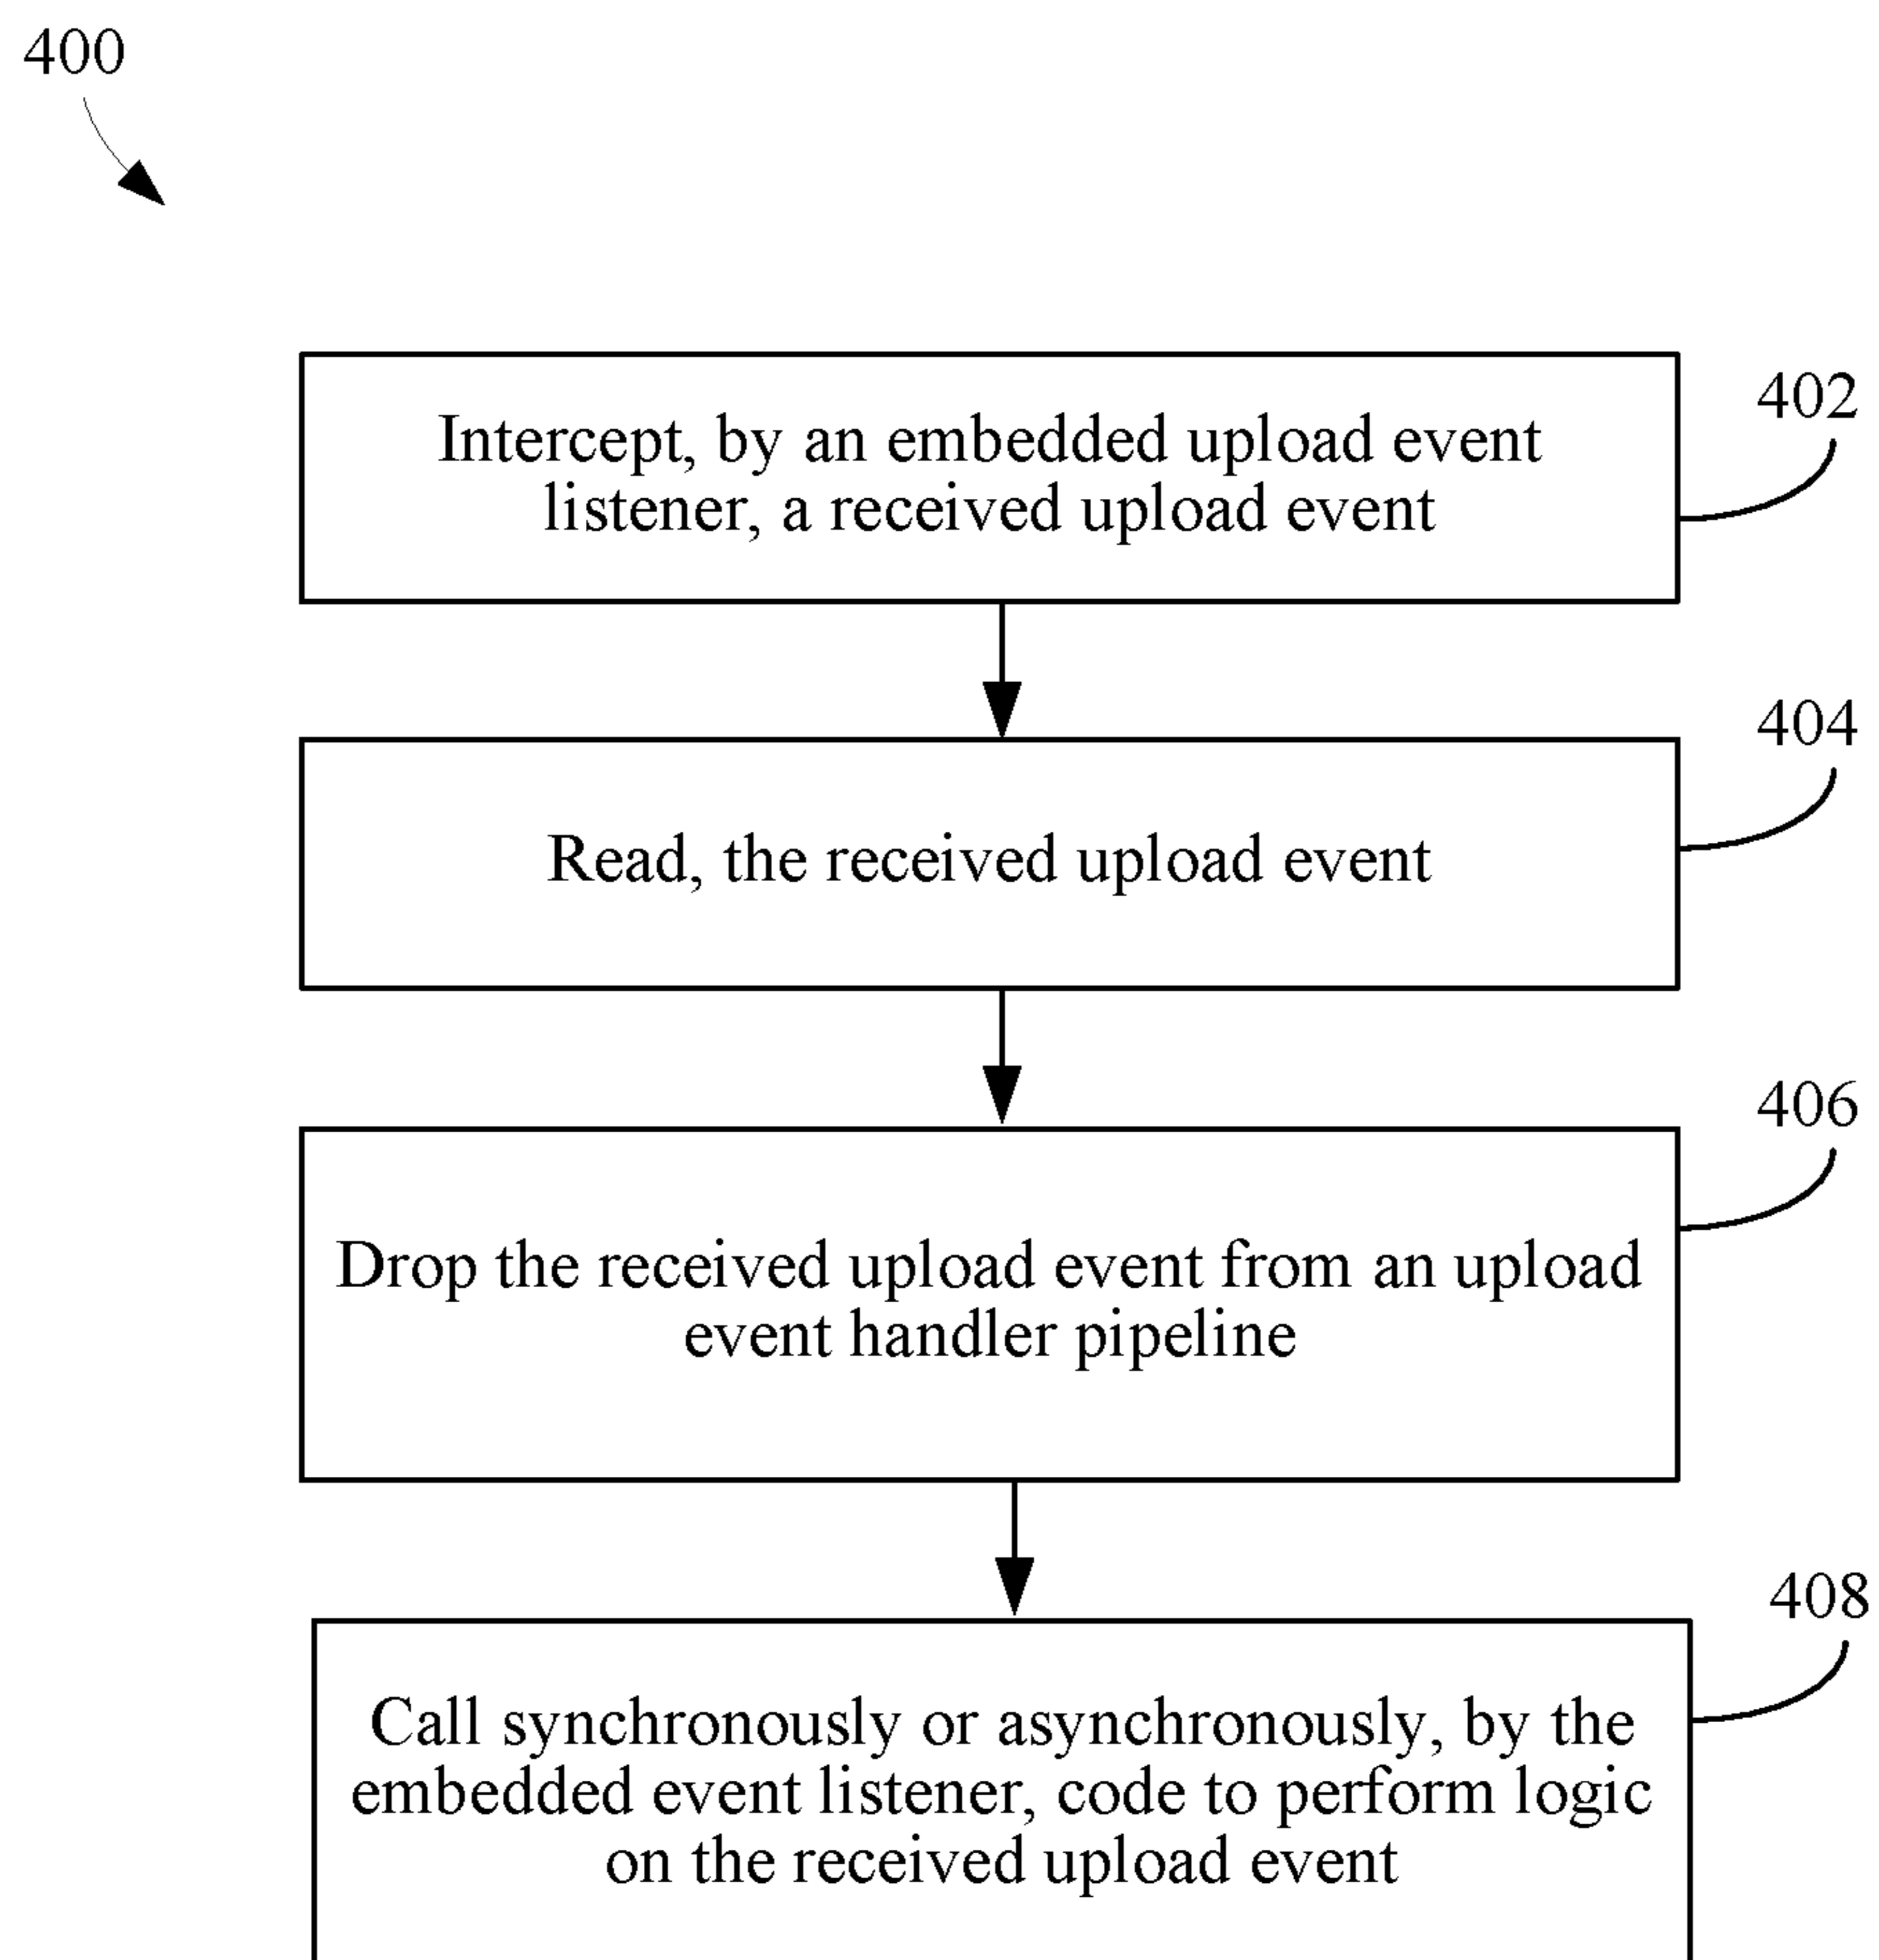 400
402
Intercept, by an embedded upload event
listener, a received upload event
404
Read, the received upload event
406
Drop the received upload event from an upload
event handler pipeline
408
Call synchronously or asynchronously, by the
embedded event listener, code to perform logic
on the received upload event